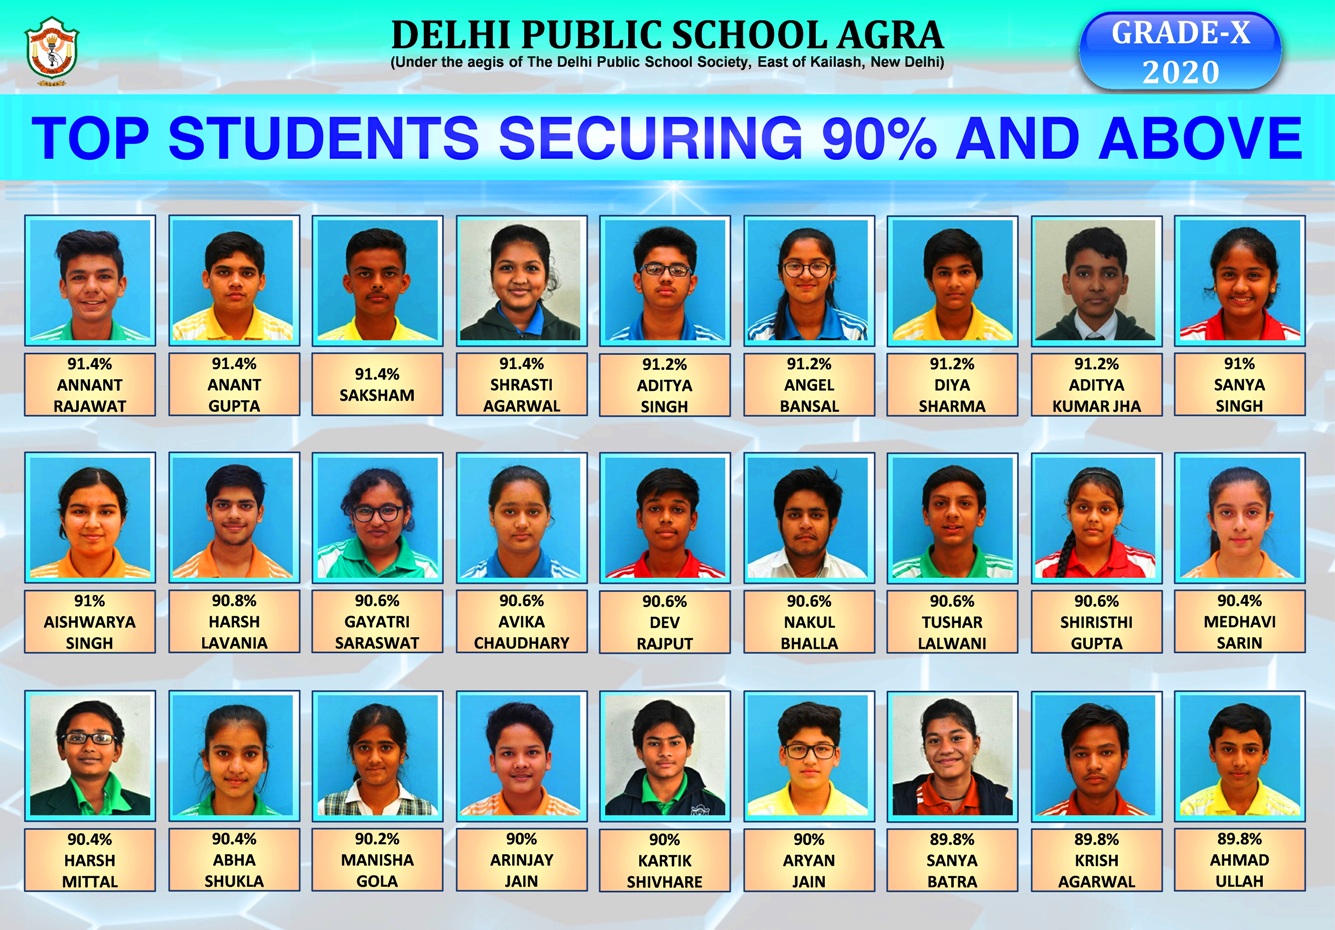 DELHI PUBLIC SCHOOL AGRA
(Under the aegis of The Delhi Public School Society, East of Kailash, New Delhi)
GRADE-X
2020
TOP STUDENTS SECURING 90% AND ABOVE
91.4%
ANNANT
RAJAWAT
91.4%
ANANT
GUPTA
91.4%
SAKSHAM
91.4%
SHRASTI
AGARWAL
91.2%
ADITYA
SINGH
91.2%
ANGEL
BANSAL
91.2%
DIYA
SHARMA
91.2%
ADITYA
KUMAR JHA
91%
SANYA
SINGH
91%
AISHWARYA
SINGH
90.8%
HARSH
LAVANIA
90.6%
GAYATRI
SARASWAT
90.6%
AVIKA
CHAUDHARY
90.6%
DEV
RAJPUT
90.6%
NAKUL
BHALLA
90.6%
TUSHAR
LALWANI
90.6%
SHIRISTHI
GUPTA
90.4%
MEDHAVI
SARIN
90.4%
HARSH
MITTAL
90.4%
ABHA
SHUKLA
90.2%
MANISHA
GOLA
90%
ARINJAY
JAIN
90%
KARTIK
SHIVHARE
90%
ARYAN
JAIN
89.8%
SANYA
BATRA
89.8%
KRISH
AGARWAL
89.8%
AHMAD
ULLAH